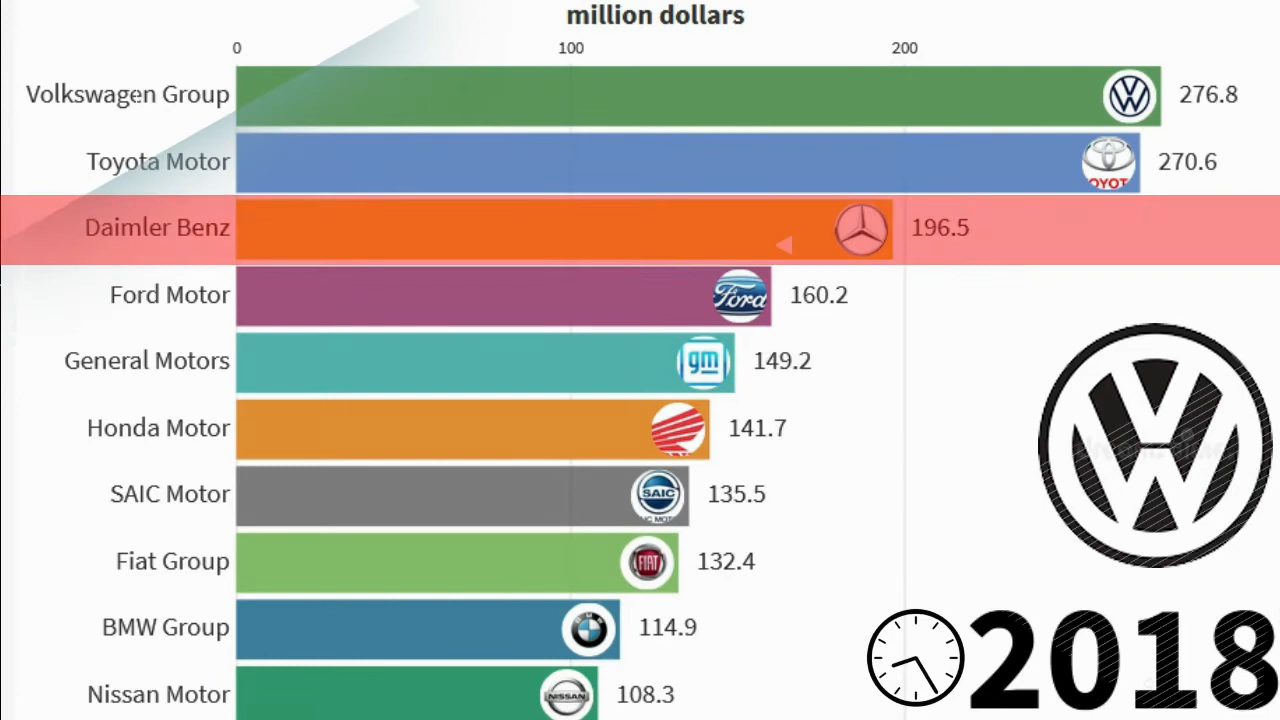 million dollars
0 100 200
Volkswagen Group 276.8
Toyota Motor OYOT 270.6
Daimler Benz 196.5
Ford Motor Ford 160.2
General Motors gm 149.2
Honda Motor 141.7
SAIC Motor SAIC 135.5
Fiat Group FIAT 132.4
BMW Group BMW 114.9
Nissan Motor NISSAN 108.3
2018